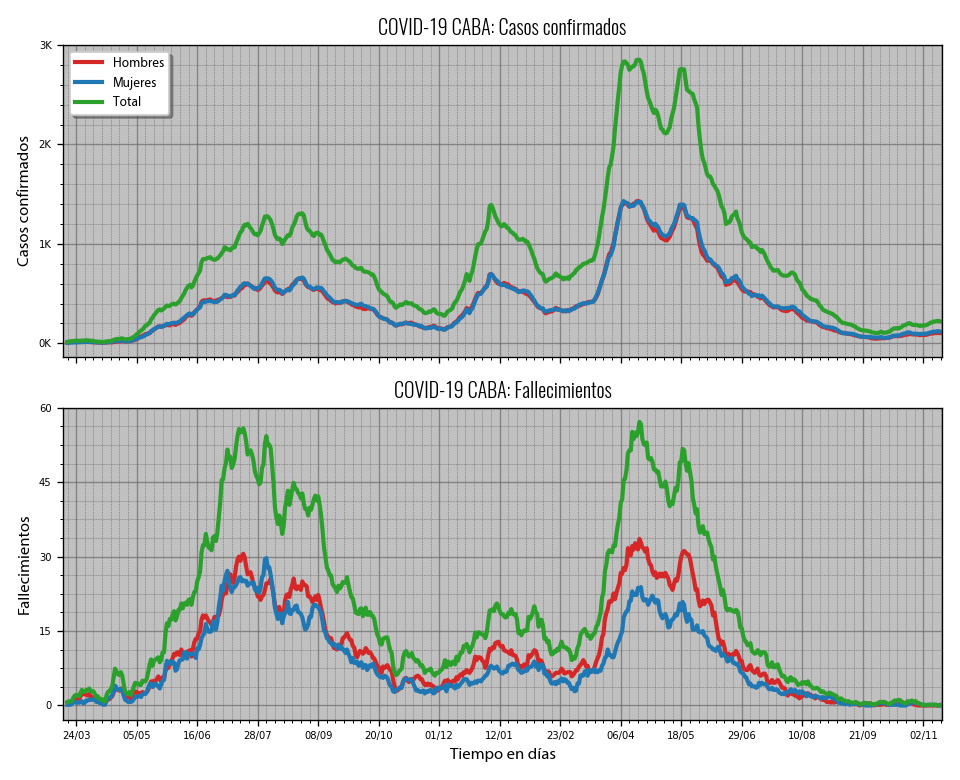 COVID-19 CABA: Casos confirmados
3K
2K
1K
0K
Casos confirmados
Hombres
Mujeres
Total
COVID-19 CABA: Fallecimientos
60
45
30
15
0
Fallecimientos
24/03 05/05 16/06 28/07 08/09 20/10 01/12 12/01 23/02 06/04 18/05 29/06 10/08 21/09 02/11
Tiempo en días